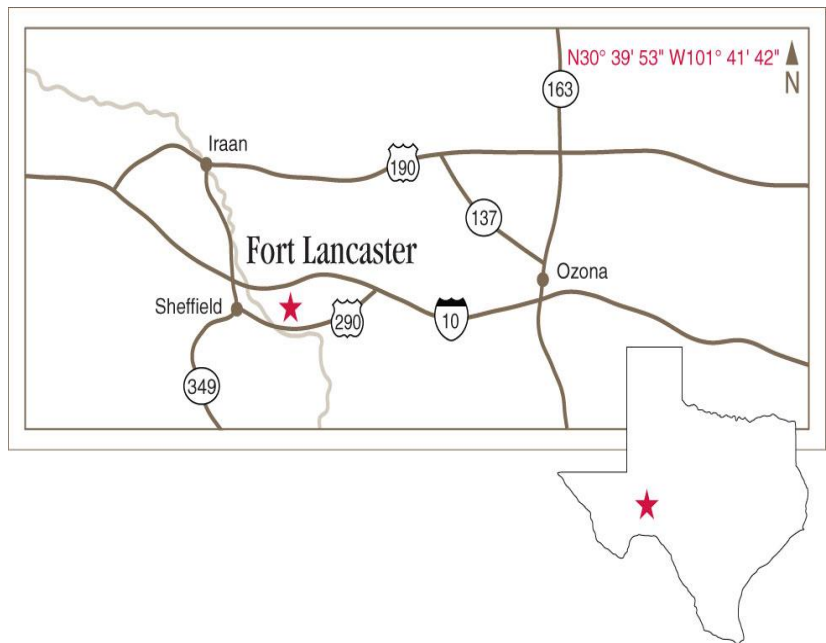 N30° 39' 53" W101° 41' 42"
N
163
Iraan
190
137
Fort Lancaster
Ozona
Sheffield
290
10
349